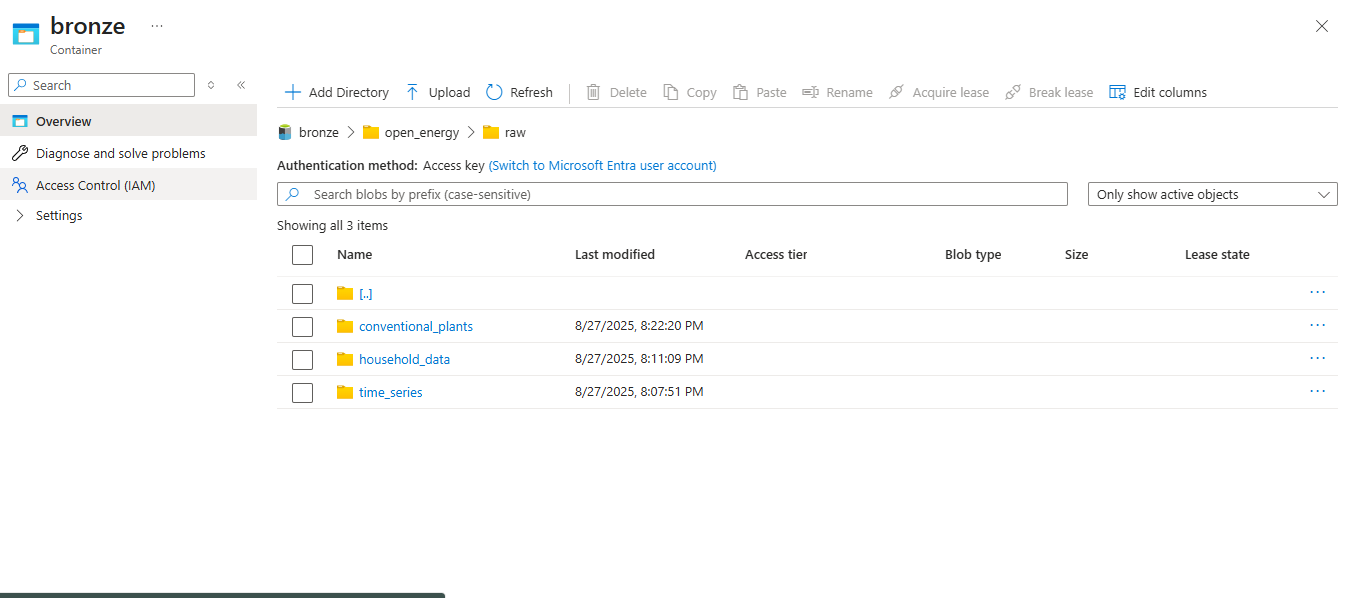 bronze ...
Container
Search
Overview
Diagnose and solve problems
Access Control (IAM)
Settings
Add Directory Upload Refresh Delete Copy Paste Rename Acquire lease Break lease Edit columns
bronze > open_energy > raw
Authentication method: Access key (Switch to Microsoft Entra user account)
Search blobs by prefix (case-sensitive) Only show active objects
Showing all 3 items
Name Last modified Access tier Blob type Size Lease state
[..] ...
conventional_plants 8/27/2025, 8:22:20 PM ...
household_data 8/27/2025, 8:11:09 PM ...
time_series 8/27/2025, 8:07:51 PM ...